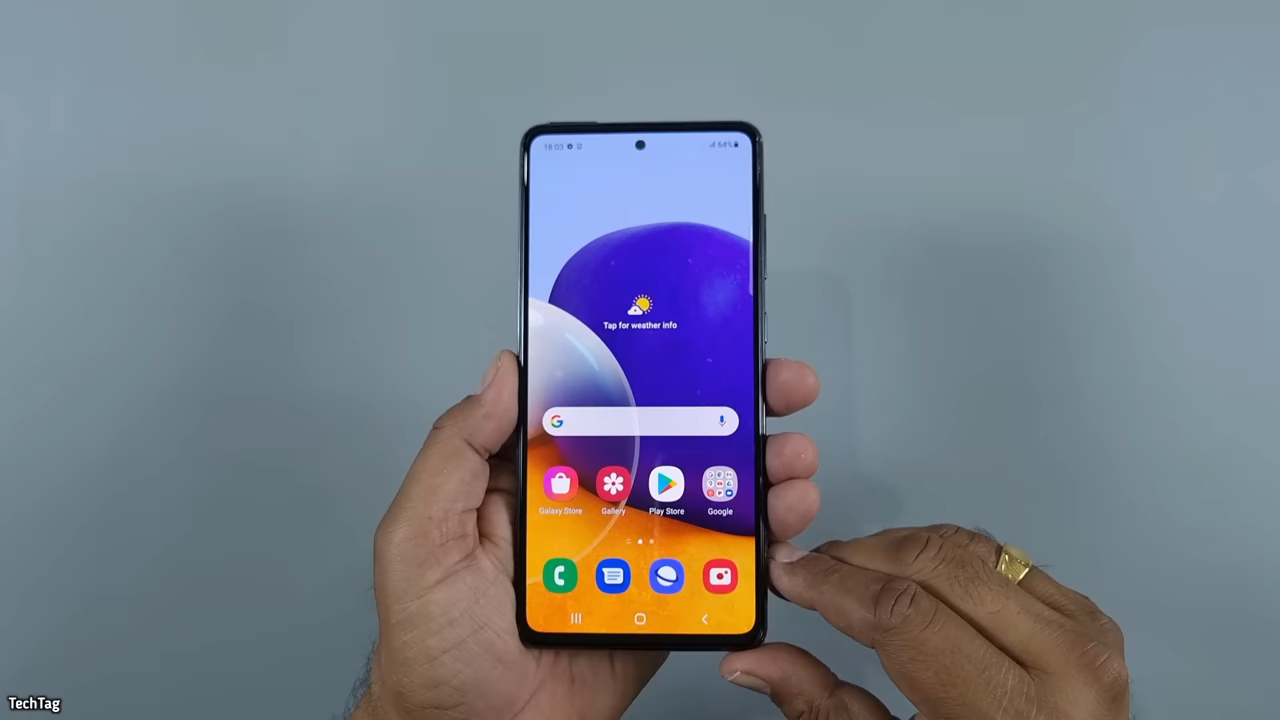 18:03
64%
Tap for weather info
G
Galaxy Store
Gallery
Play Store
Google
TechTag